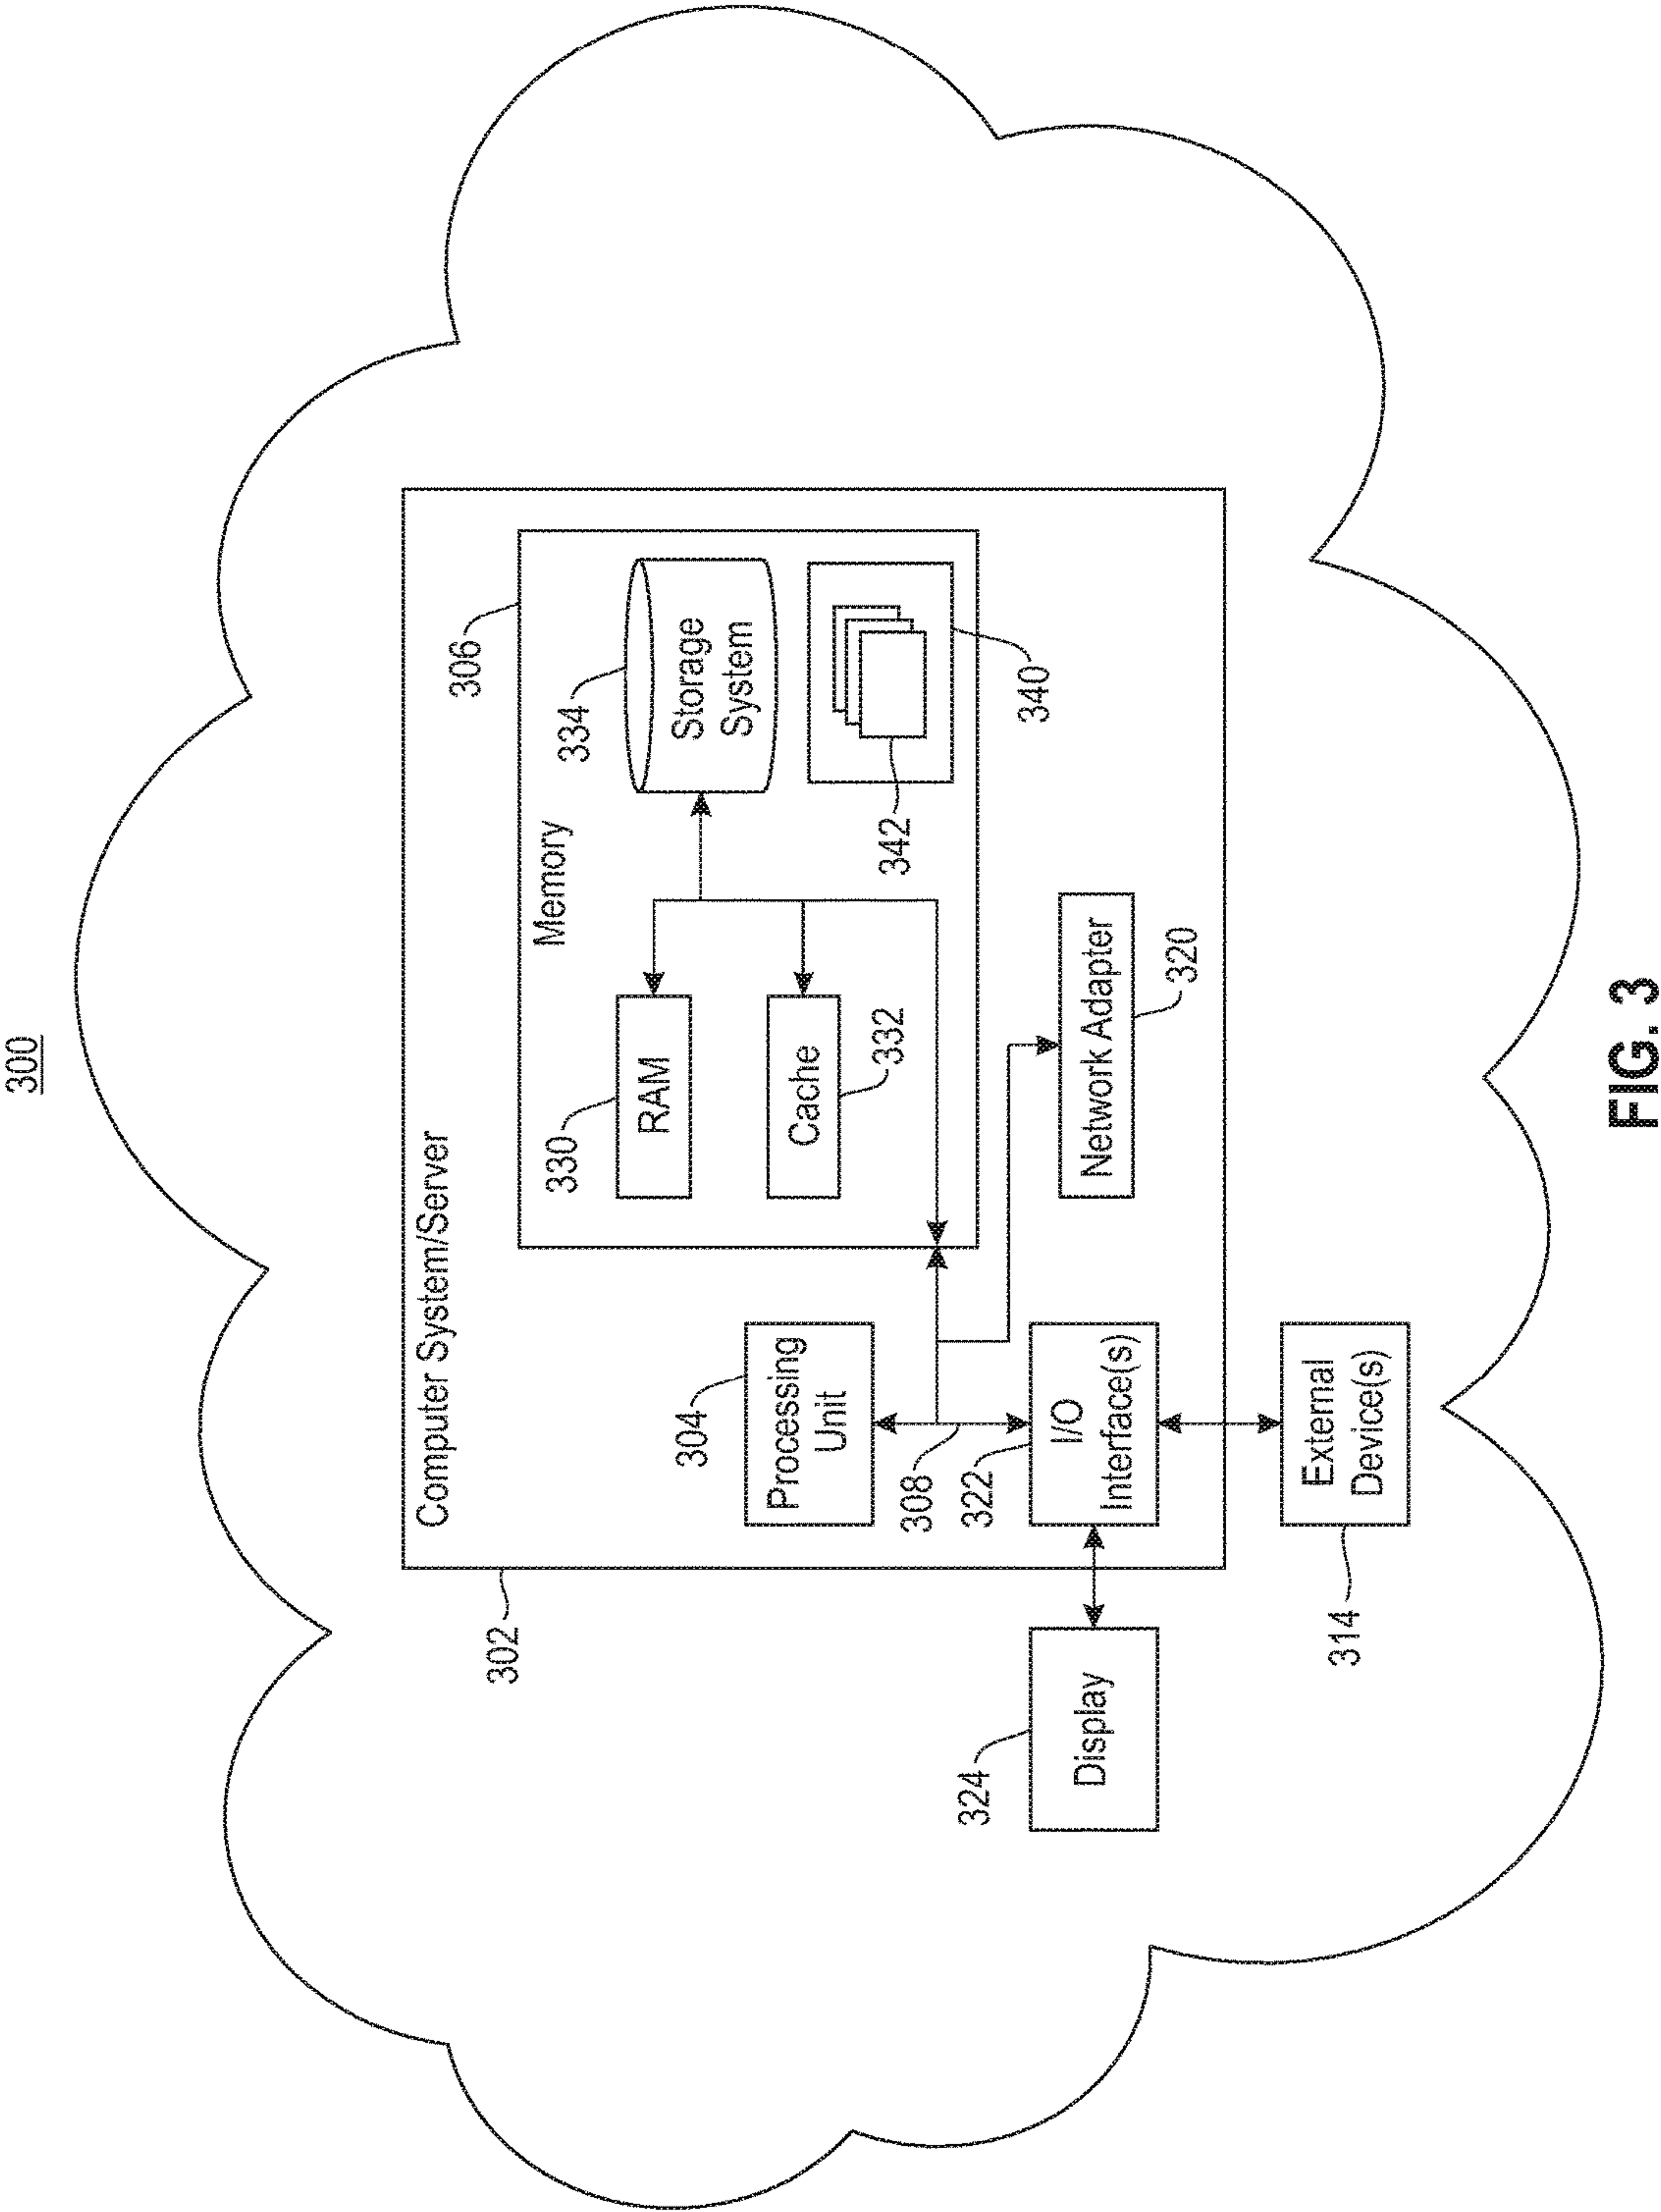 300
Computer System/Server
302
306
Memory
334
Storage
System
330
RAM
Cache
332
342
340
304
Processing
Unit
308
322
I/O
Interface(s)
Network Adapter
320
324
Display
External
Device(s)
314
FIG. 3